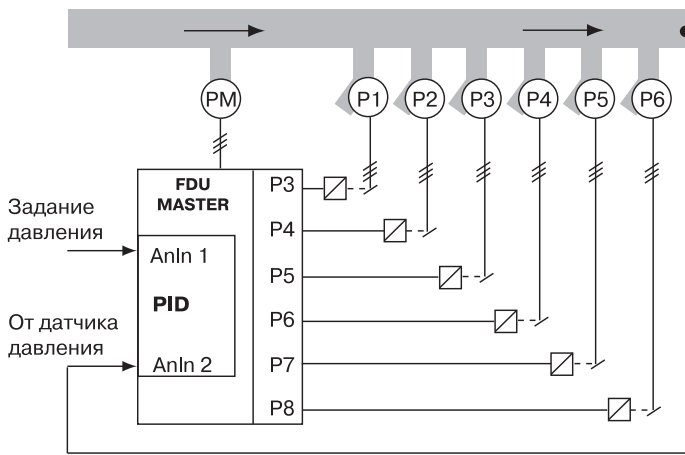 PM
P1
P2
P3
P4
P5
P6
FDU
MASTER
P3
Задание
давления
P4
AnIn 1
P5
PID
От датчика
давления
P6
AnIn 2
P7
P8